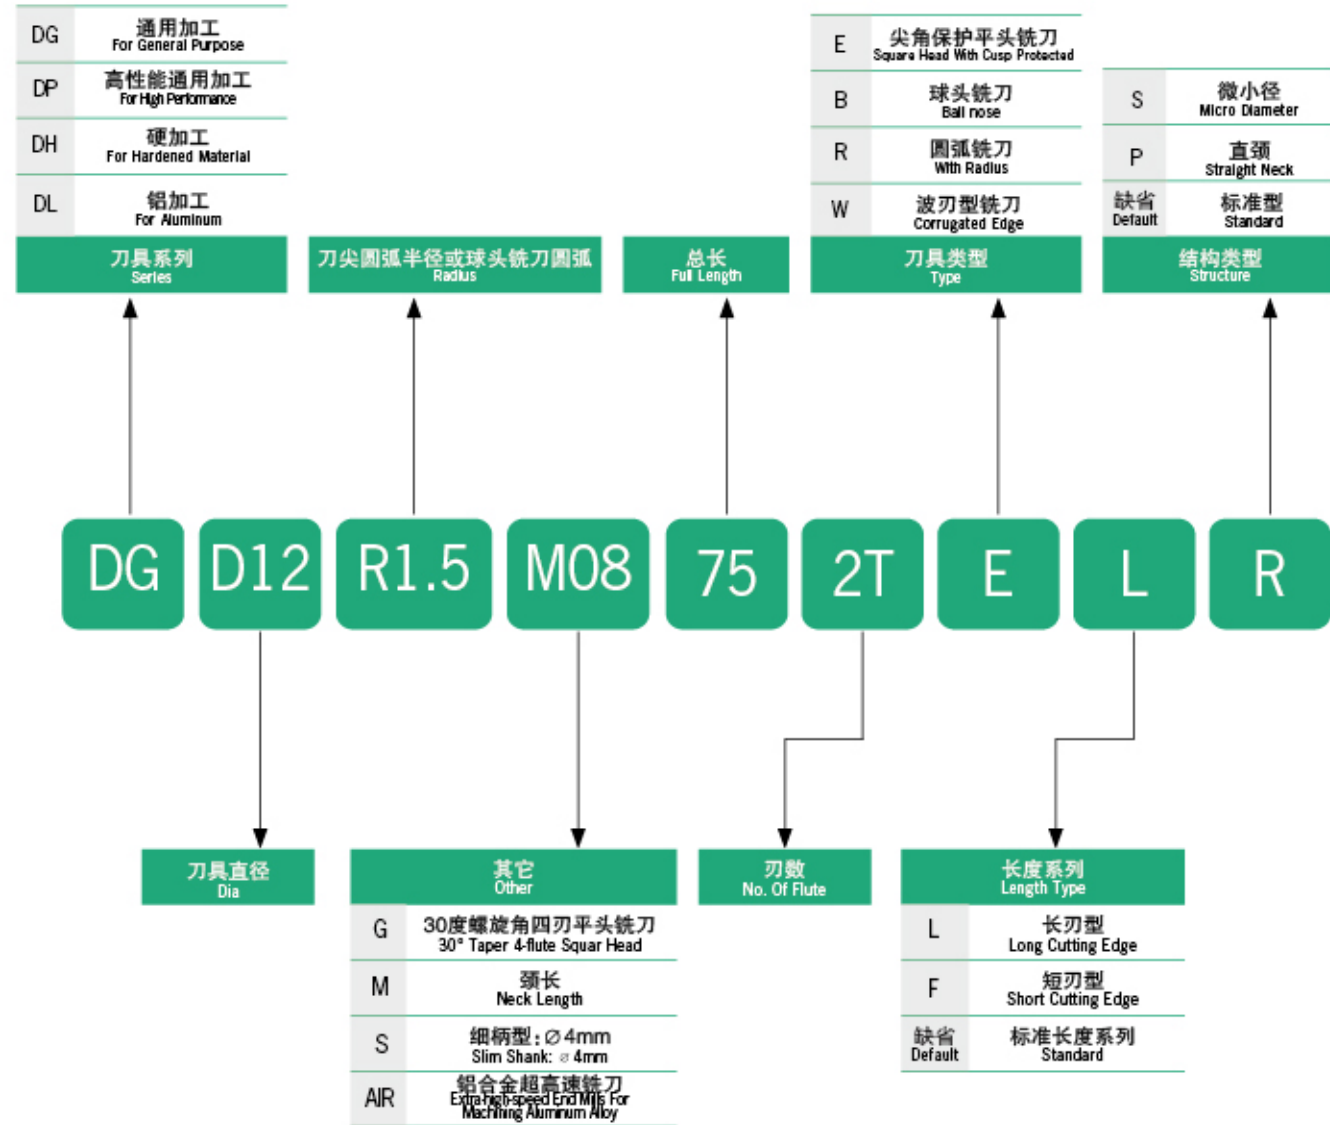 DG
通用加工
For General Purpose
DP
高性能通用加工
For High Performance
DH
硬加工
For Hardened Material
DL
铝加工
For Aluminum
刀具系列
Series
刀尖圆弧半径或球头铣刀圆弧
Radius
总长
Full Length
E
尖角保护平头铣刀
Square Head With Cusp Protected
B
球头铣刀
Ball nose
R
圆弧铣刀
With Radius
W
波刃型铣刀
Corrugated Edge
刀具类型
Type
S
微小径
Micro Diameter
P
直颈
Straight Neck
缺省
Default
标准型
Standard
结构类型
Structure
DG
D12
R1.5
M08
75
2T
E
L
R
刀具直径
Dia
其它
Other
G
30度螺旋角四刃平头铣刀
30° Taper 4-flute Squar Head
M
颈长
Neck Length
S
细柄型:∅4mm
Slim Shank: ∅ 4mm
AIR
铝合金超高速铣刀
Extra-high-speed End Mills For
Machining Aluminum Alloy
刃数
No. Of Flute
长度系列
Length Type
L
长刃型
Long Cutting Edge
F
短刃型
Short Cutting Edge
缺省
Default
标准长度系列
Standard